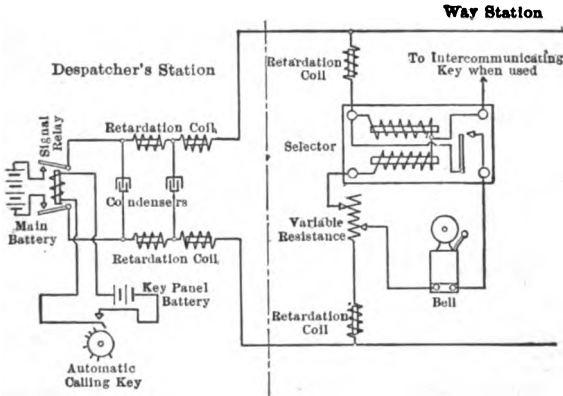 Way Station
Despatcher's Station
Retardation
Coil
To Intercommunicating
Key when used
Signal
Relay
Retardation Coil
Selector
Condensers
Main
Battery
Variable
Resistance
Retardation Coil
Key Panel
Battery
Bell
Retardation
Coil
Automatic
Calling Key